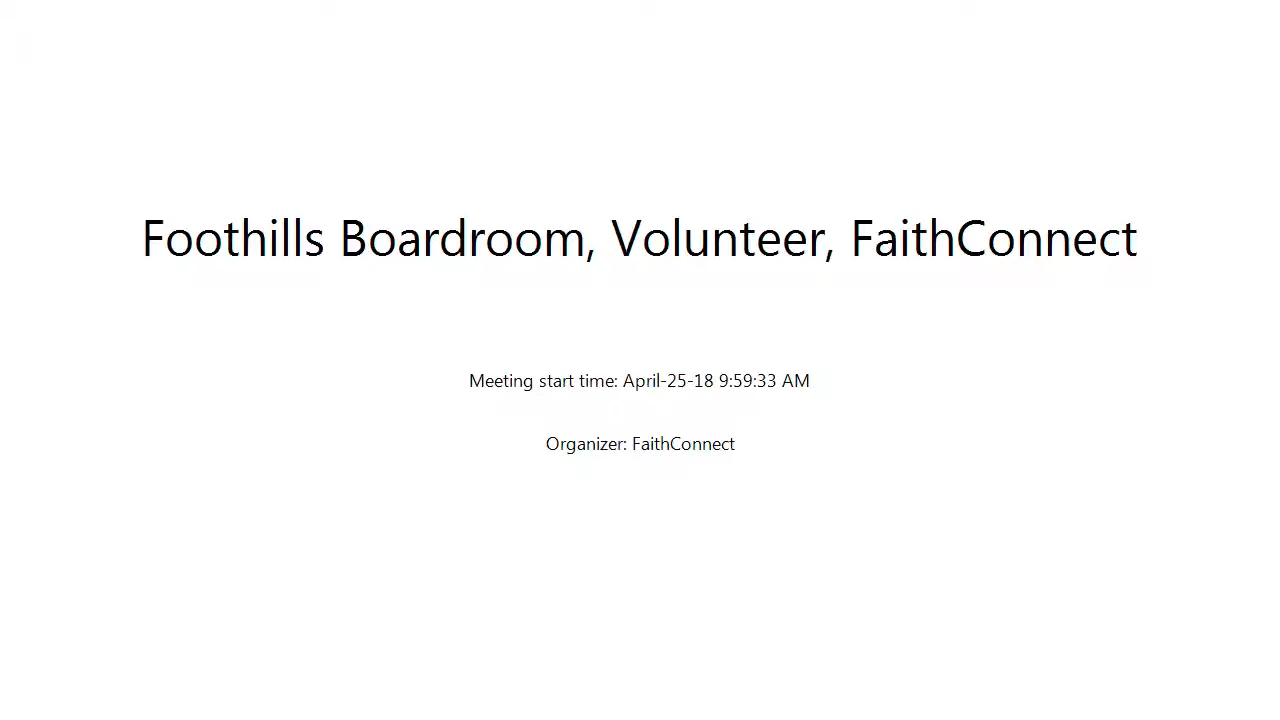 Foothills Boardroom, Volunteer, FaithConnect
Meeting start time: April-25-18 9:59:33 AM
Organizer: FaithConnect